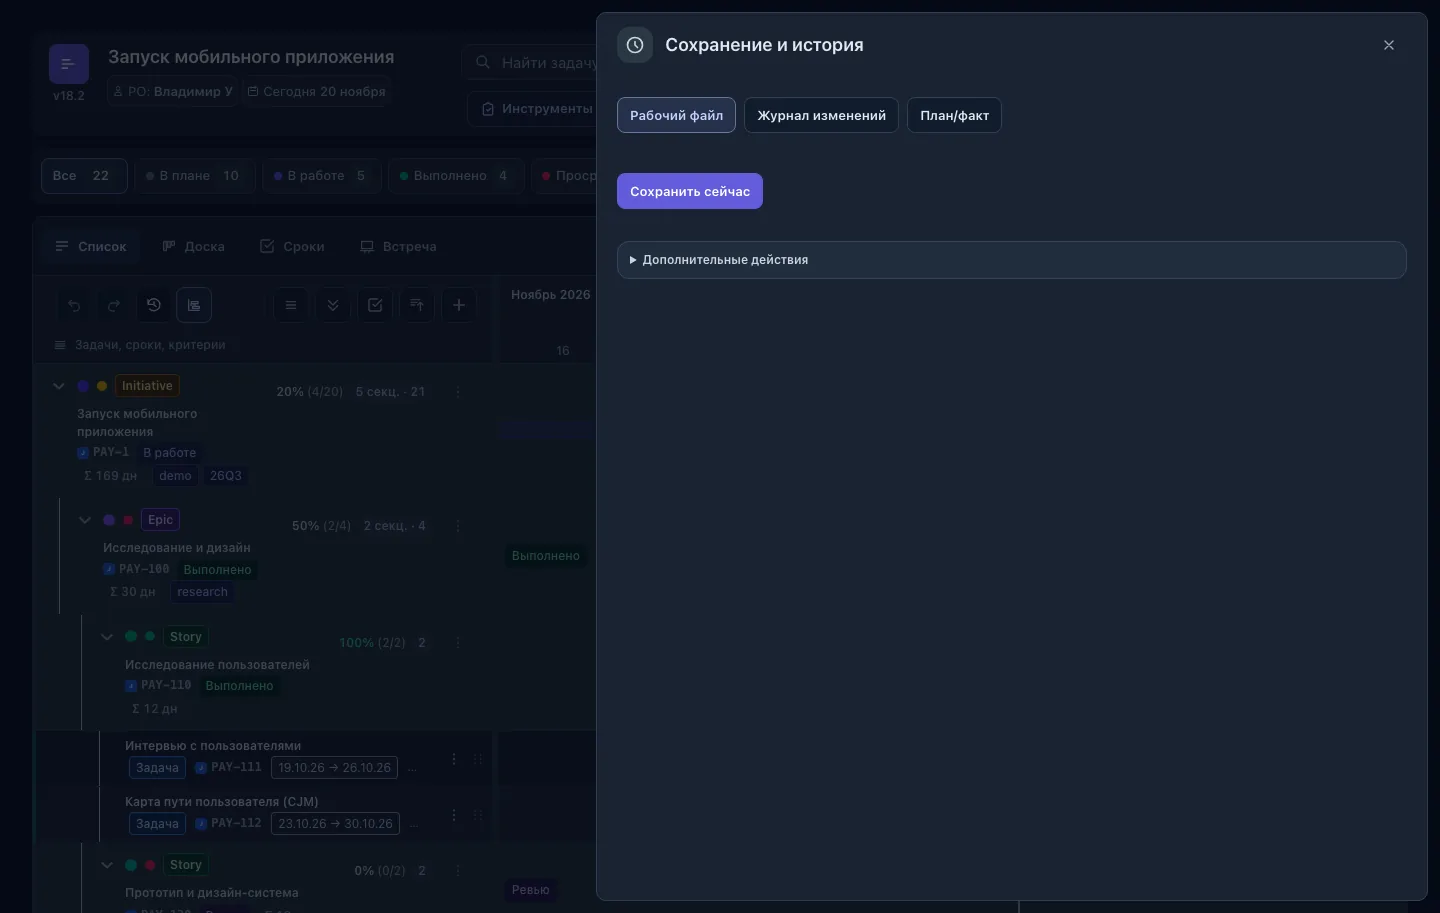 Запуск мобильного приложения
v18.2
PO: Владимир У
Сегодня 20 ноября
Найти задачу
Инструменты
Все 22
В плане 10
В работе 5
Выполнено 4
Список
Доска
Сроки
Встреча
Ноябрь 2026
16
Задачи, сроки, критерии
Initiative
20% (4/20) 5 секц. · 21
Запуск мобильного
приложения
PAY-1 В работе
Σ 169 дн demo 26Q3
Epic
50% (2/4) 2 секц. · 4
Исследование и дизайн
PAY-100 Выполнено
Σ 30 дн research
Выполнено
Story
100% (2/2) 2
Исследование пользователей
PAY-110 Выполнено
Σ 12 дн
Интервью с пользователями
Задача PAY-111 19.10.26 → 26.10.26 ...
Карта пути пользователя (CJM)
Задача PAY-112 23.10.26 → 30.10.26 ...
Story
0% (0/2) 2
Прототип и дизайн-система
Ревью
Сохранение и история
Рабочий файл
Журнал изменений
План/факт
Сохранить сейчас
Дополнительные действия